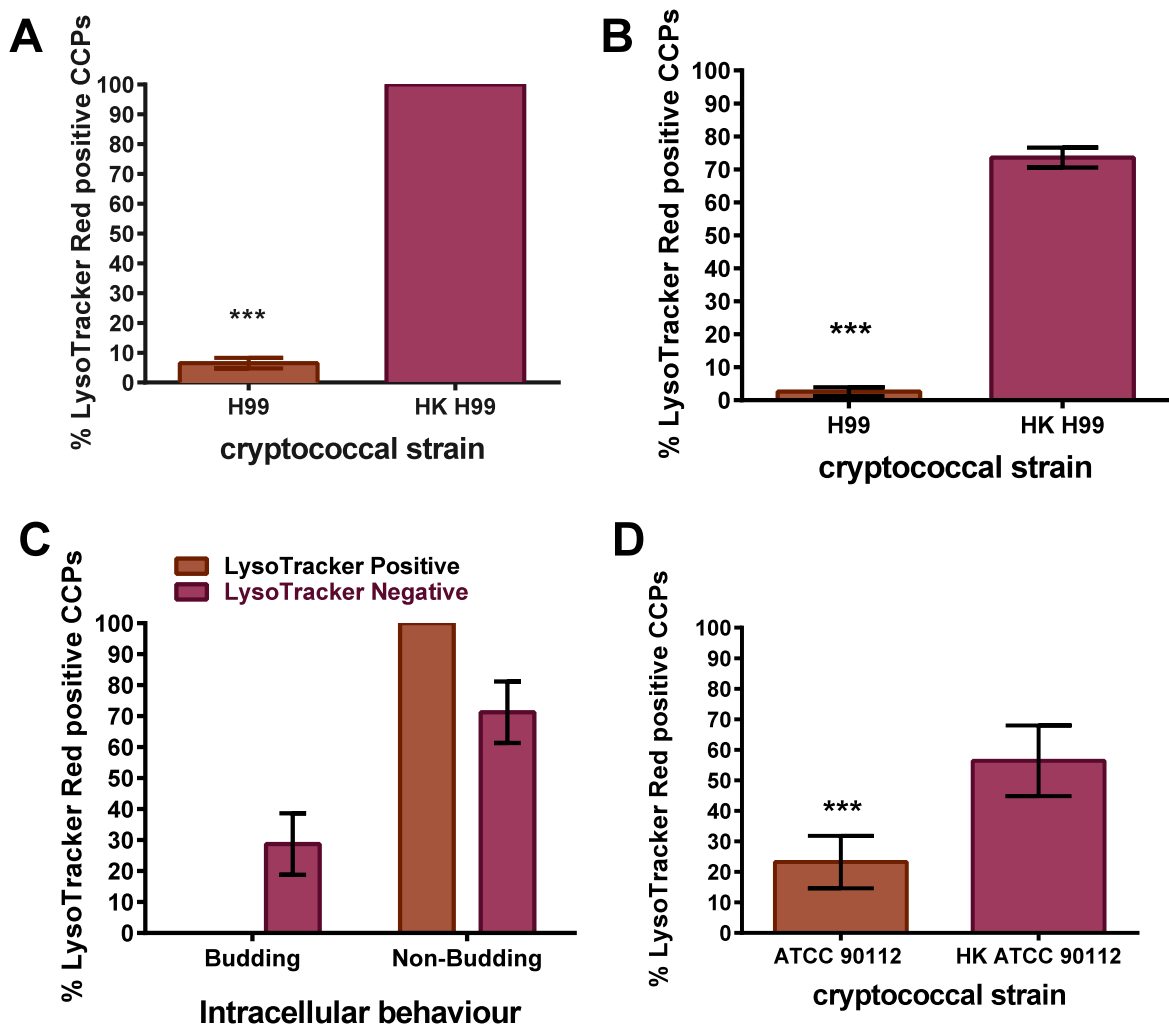 A
% LysoTracker Red positive CCPs
100
90
80
70
60
50
40
30
20
10
0
***
H99
HK H99
cryptococcal strain
B
% LysoTracker Red positive CCPs
100
90
80
70
60
50
40
30
20
10
0
***
H99
HK H99
cryptococcal strain
C
LysoTracker Positive
LysoTracker Negative
% LysoTracker Red positive CCPs
100
90
80
70
60
50
40
30
20
10
0
Budding
Non-Budding
Intracellular behaviour
D
% LysoTracker Red positive CCPs
100
90
80
70
60
50
40
30
20
10
0
***
ATCC 90112
HK ATCC 90112
cryptococcal strain